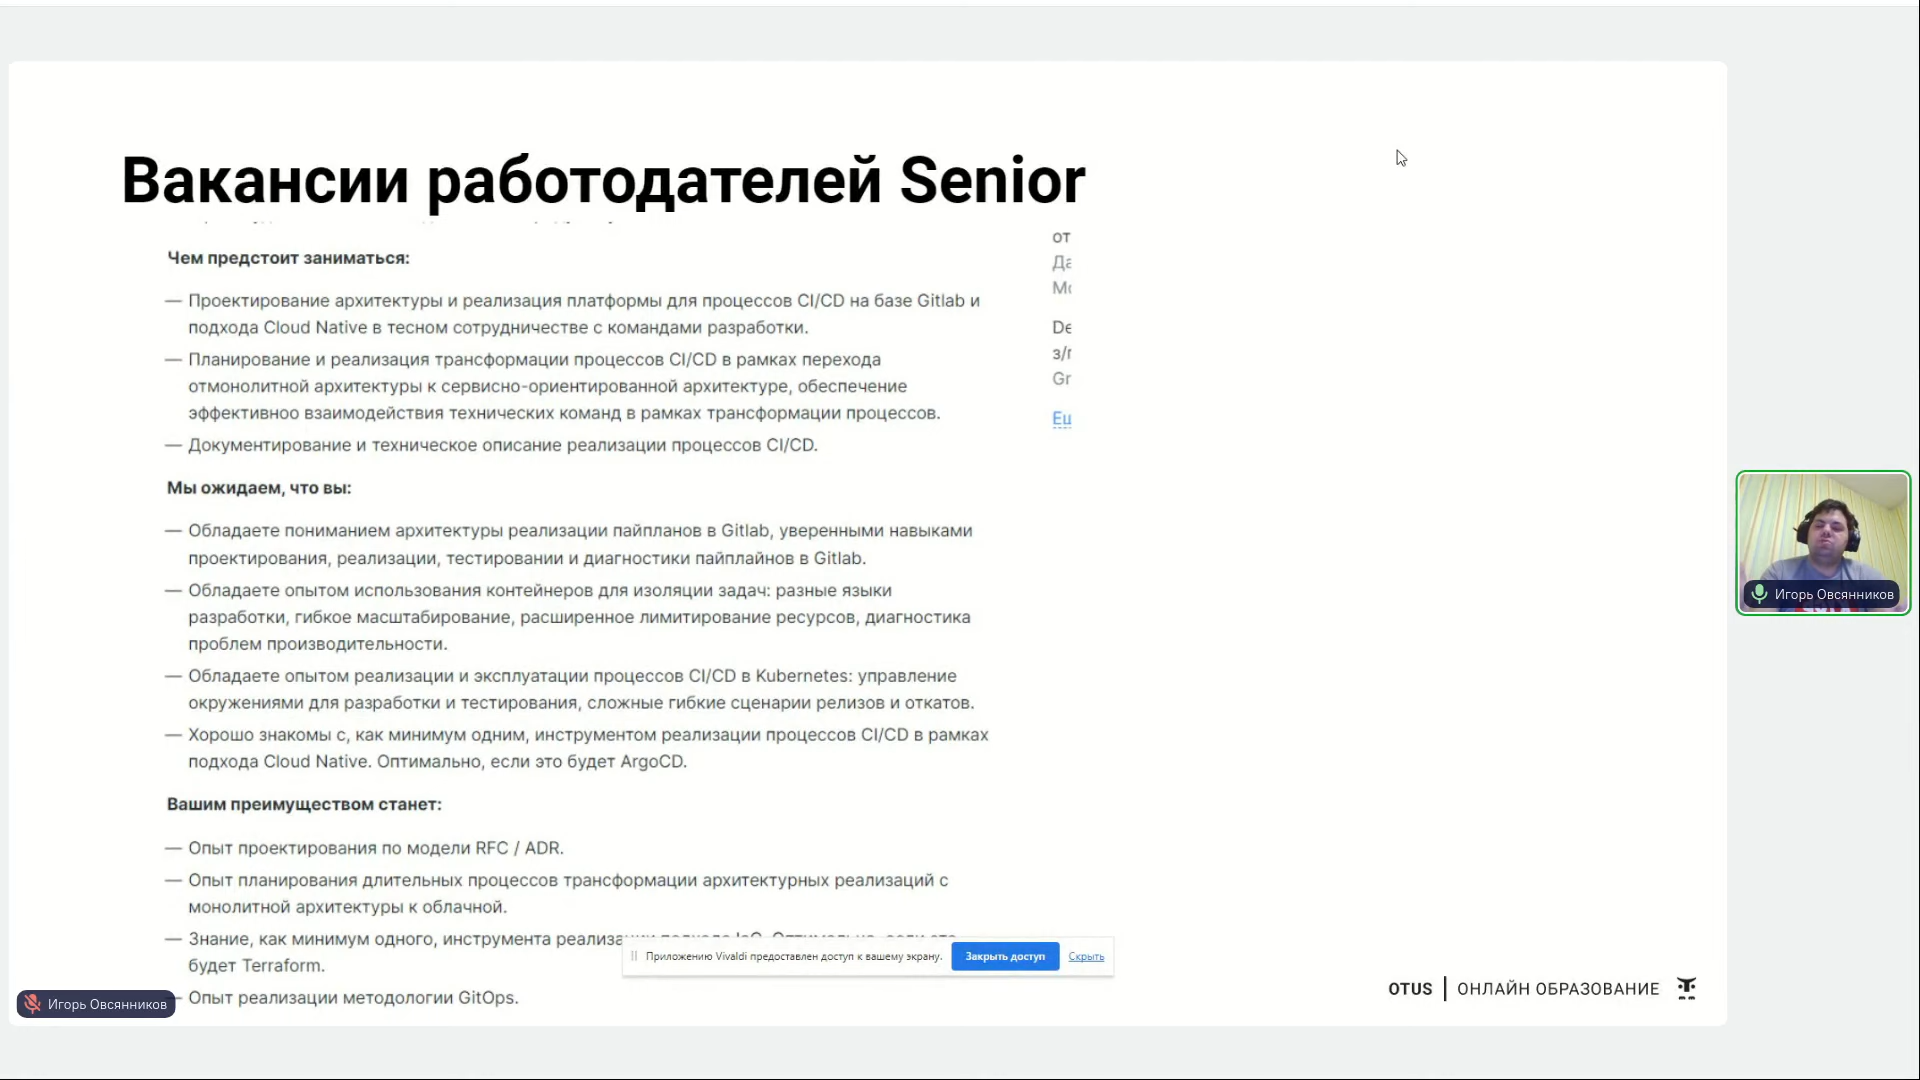 Вакансии работодателей Senior
Чем предстоит заниматься:
— Проектирование архитектуры и реализация платформы для процессов CI/CD на базе Gitlab и
подхода Cloud Native в тесном сотрудничестве с командами разработки.
— Планирование и реализация трансформации процессов CI/CD в рамках перехода
отмонолитной архитектуры к сервисно-ориентированной архитектуре, обеспечение
эффективноо взаимодействия технических команд в рамках трансформации процессов.
— Документирование и техническое описание реализации процессов CI/CD.
Мы ожидаем, что вы:
— Обладаете пониманием архитектуры реализации пайпланов в Gitlab, уверенными навыками
проектирования, реализации, тестировании и диагностики пайплайнов в Gitlab.
— Обладаете опытом использования контейнеров для изоляции задач: разные языки
разработки, гибкое масштабирование, расширенное лимитирование ресурсов, диагностика
проблем производительности.
— Обладаете опытом реализации и эксплуатации процессов CI/CD в Kubernetes: управление
окружениями для разработки и тестирования, сложные гибкие сценарии релизов и откатов.
— Хорошо знакомы с, как минимум одним, инструментом реализации процессов CI/CD в рамках
подхода Cloud Native. Оптимально, если это будет ArgoCD.
Вашим преимуществом станет:
— Опыт проектирования по модели RFC / ADR.
— Опыт планирования длительных процессов трансформации архитектурных реализаций с
монолитной архитектуры к облачной.
— Знание, как минимум одного, инструмента
будет Terraform.
— Опыт реализации методологии GitOps.
от
Да
De
Gr
Приложению Vivaldi предоставлен доступ к вашему экрану.
Закрыть доступ
Скрыть
OTUS | ОНЛАЙН ОБРАЗОВАНИЕ
Игорь Овсянников
Игорь Овсянников